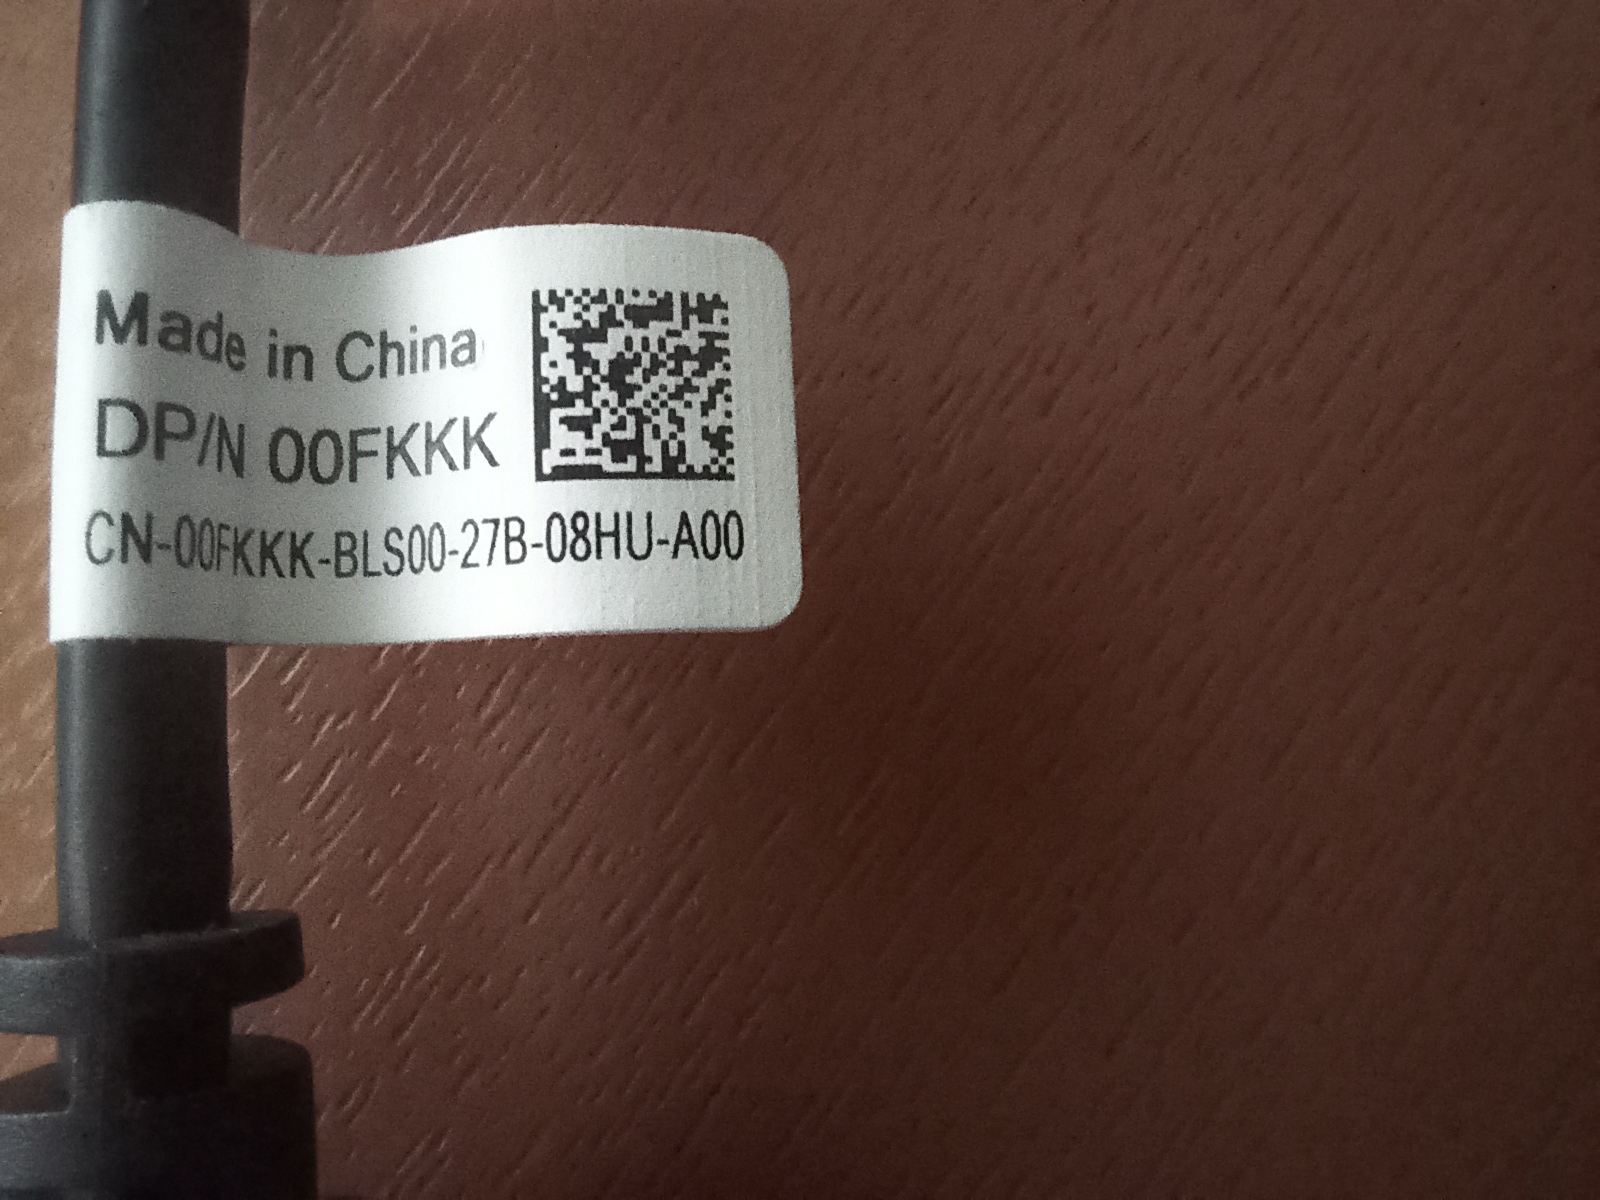 Made in China
DP/N 00FKKK
CN-00FKKK-BLS00-27B-08HU-A00